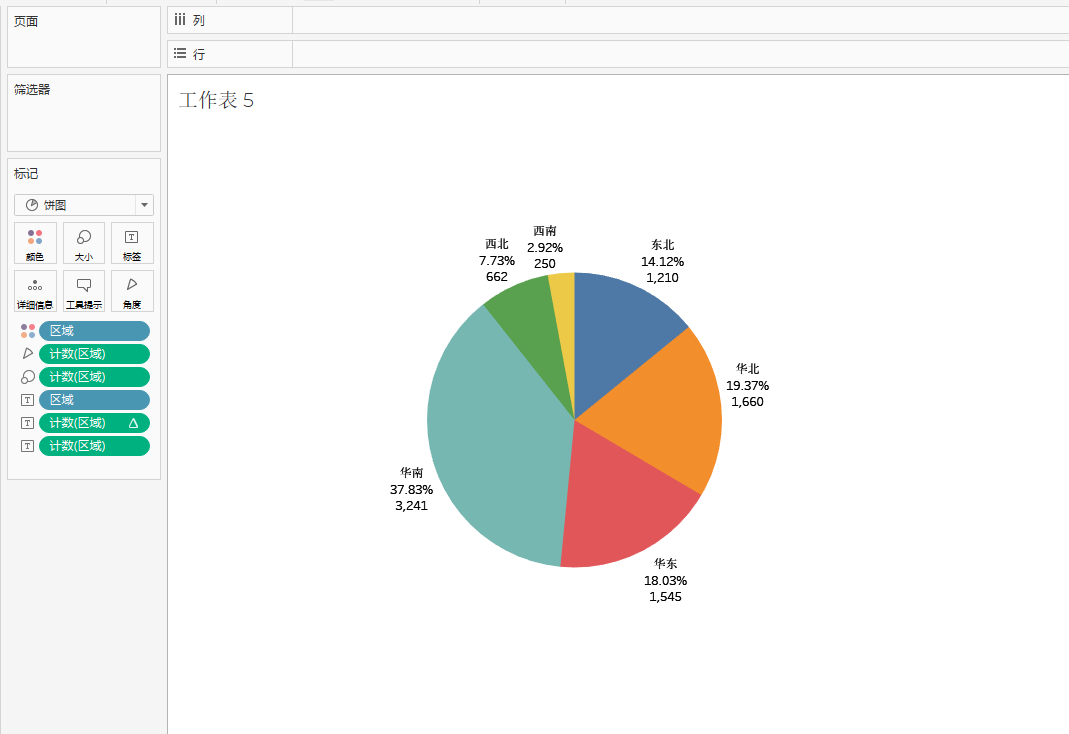 页面
列
行
筛选器
工作表 5
标记
饼图
颜色
大小
标签
详细信息
工具提示
角度
区域
计数(区域)
计数(区域)
区域
计数(区域)
计数(区域)
西南
2.92%
250
西北
7.73%
662
东北
14.12%
1,210
华北
19.37%
1,660
华南
37.83%
3,241
华东
18.03%
1,545